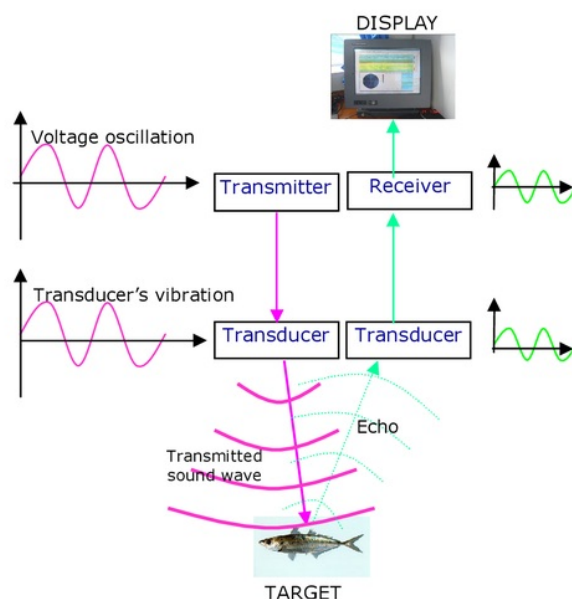 DISPLAY
Voltage oscillation
Transmitter
Receiver
Transducer's vibration
Transducer
Transducer
Echo
Transmitted
sound wave
TARGET